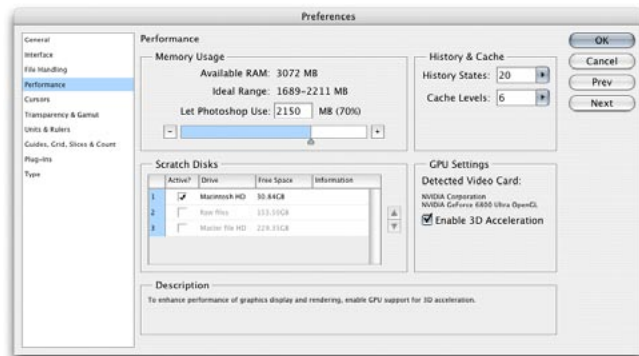 Preferences
General
Interface
File Handling
Performance
Cursors
Transparency & Gamut
Units & Rulers
Guides, Grid, Slices & Count
Plug-Ins
Type
Performance
Memory Usage
Available RAM: 3072 MB
Ideal Range: 1689-2211 MB
Let Photoshop Use: 2150 MB (70%)
- +
History & Cache
History States: 20
Cache Levels: 6
OK
Cancel
Prev
Next
Scratch Disks
Active? Drive Free Space Information
1 Macintosh HD 30.84GB
2 Raw files 153.50GB
3 Master file HD 229.35GB
GPU Settings
Detected Video Card:
NVIDIA Corporation
NVIDIA GeForce 6800 Ultra OpenGL
Enable 3D Acceleration
Description
To enhance performance of graphics display and rendering, enable GPU support for 3D acceleration.